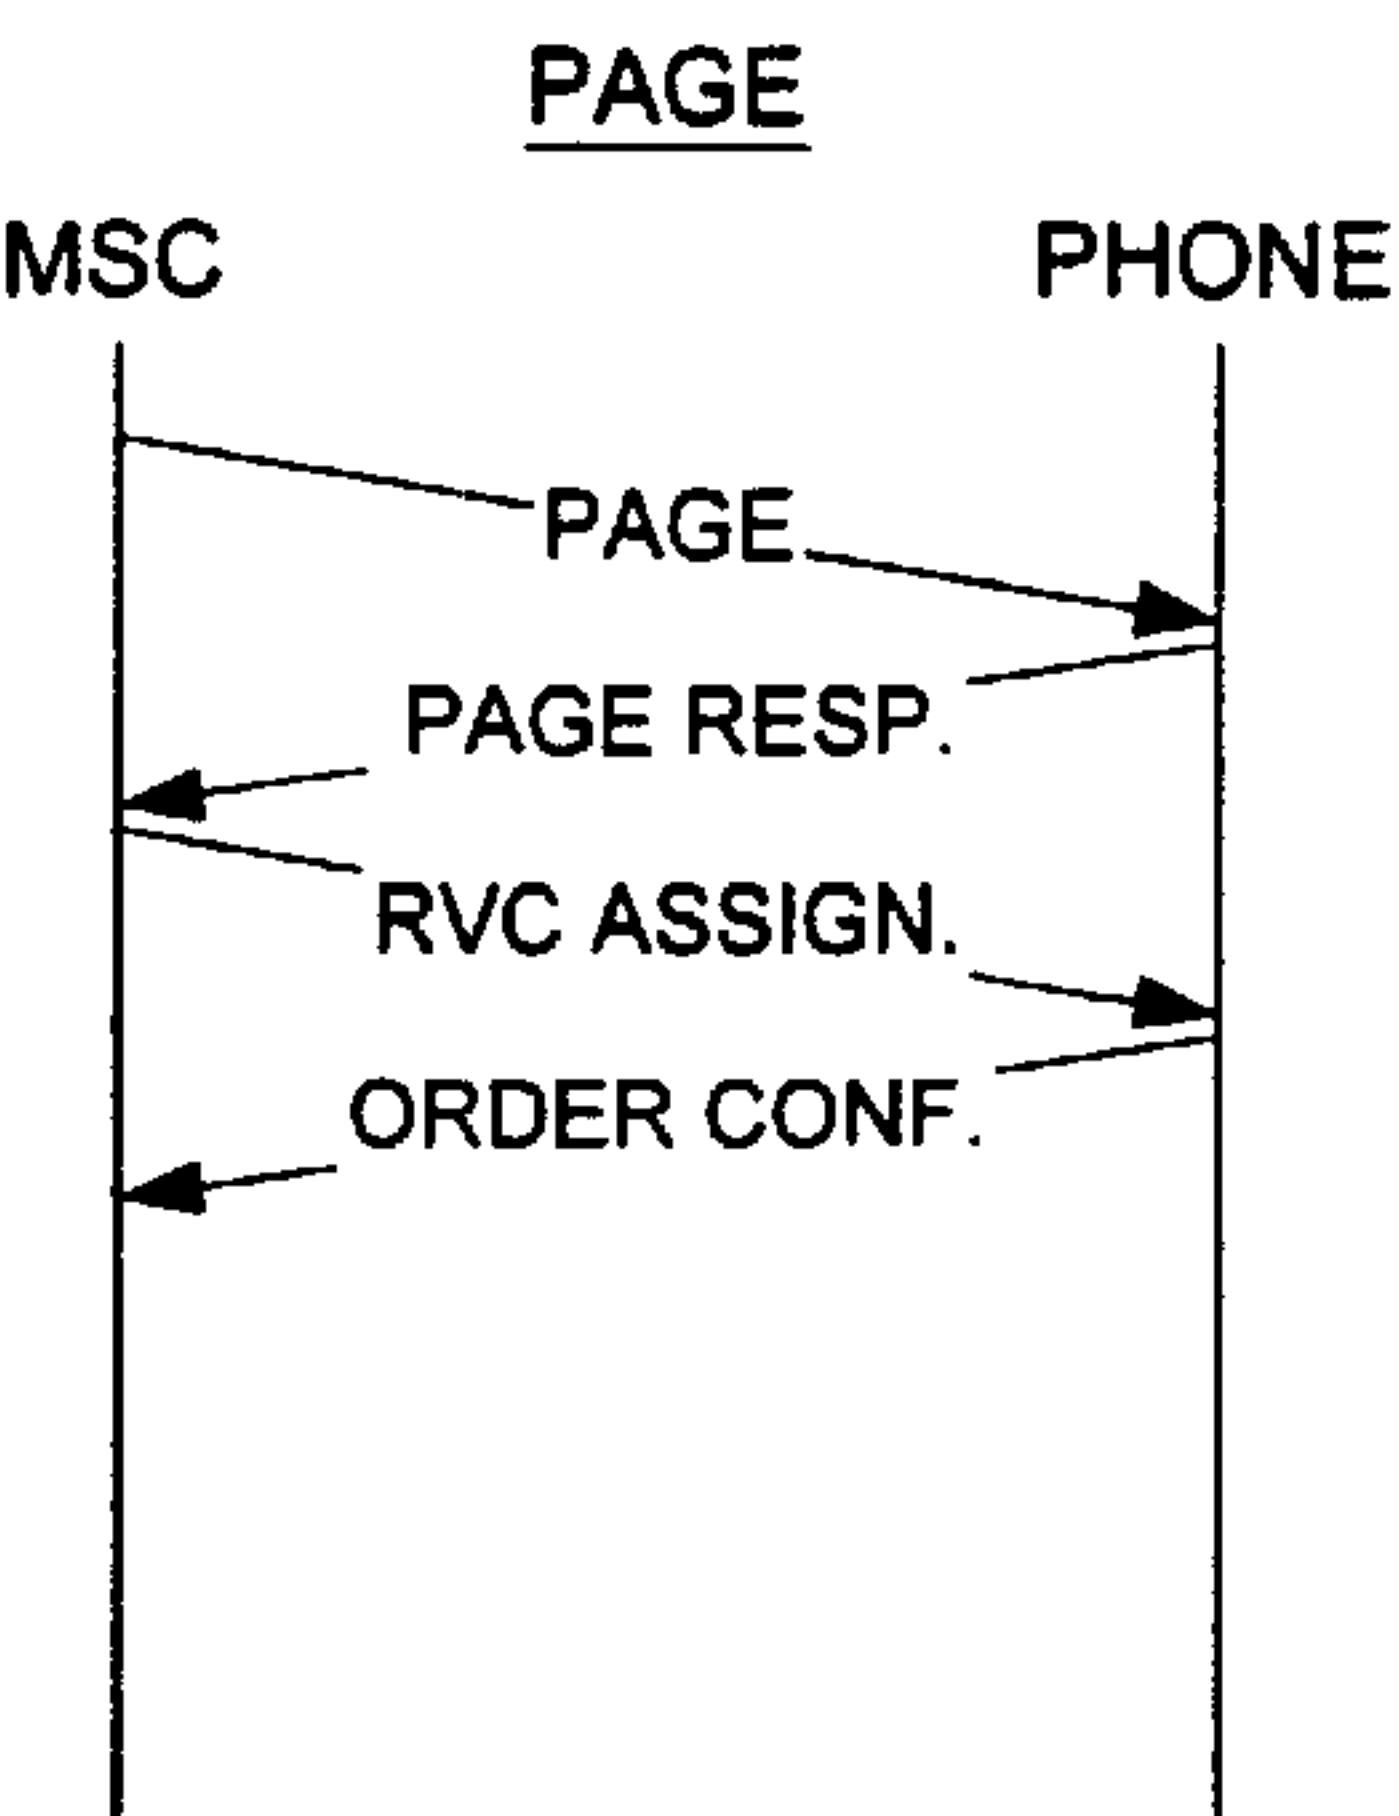 PAGE
MSC PHONE
PAGE
PAGE RESP.
RVC ASSIGN.
ORDER CONF.